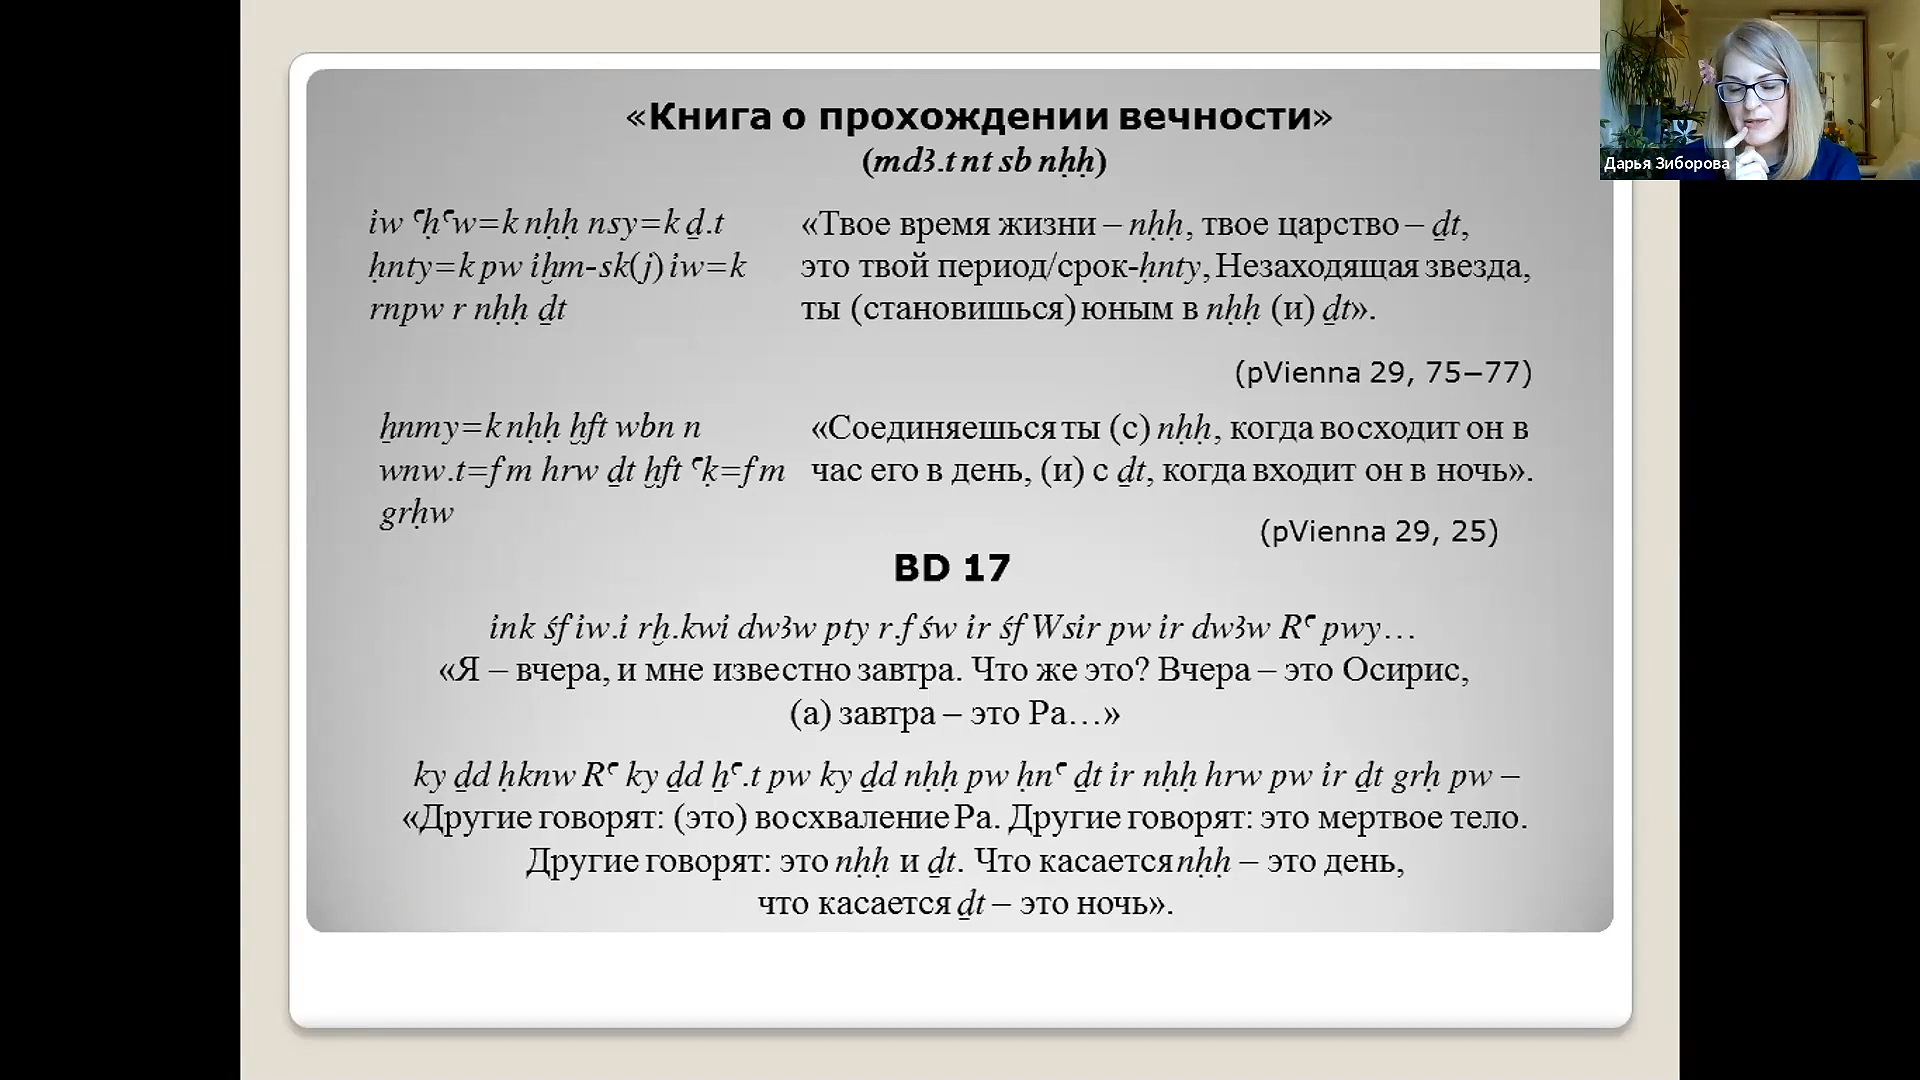 «Книга о прохождении вечности»
(mdꜣ.t nt sb nḥḥ)
iw ꜥḥꜥw=k nḥḥ nsy=k ḏ.t
ḥnty=k pw iḫm-sk(j) iw=k
rnpw r nḥḥ ḏt
«Твое время жизни – nḥḥ, твое царство – ḏt,
это твой период/срок-ḥnty, Незаходящая звезда,
ты (становишься) юным в nḥḥ (и) ḏt».
(pVienna 29, 75–77)
ẖnmy=k nḥḥ ḫft wbn n
wnw.t=f m hrw ḏt ḫft ꜥḳ=f m
grḥw
«Соединяешься ты (с) nḥḥ, когда восходит он в
час его в день, (и) с ḏt, когда входит он в ночь».
(pVienna 29, 25)
BD 17
ink śf iw.i rḫ.kwi dwꜣw pty r.f św ir śf Wsir pw ir dwꜣw Rꜥ pwy…
«Я – вчера, и мне известно завтра. Что же это? Вчера – это Осирис,
(а) завтра – это Ра…»
ky ḏd ḥknw Rꜥ ky ḏd ẖꜥ.t pw ky ḏd nḥḥ pw ḥnꜥ ḏt ir nḥḥ hrw pw ir ḏt grḥ pw –
«Другие говорят: (это) восхваление Ра. Другие говорят: это мертвое тело.
Другие говорят: это nḥḥ и ḏt. Что касается nḥḥ – это день,
что касается ḏt – это ночь».
Дарья Зиборова